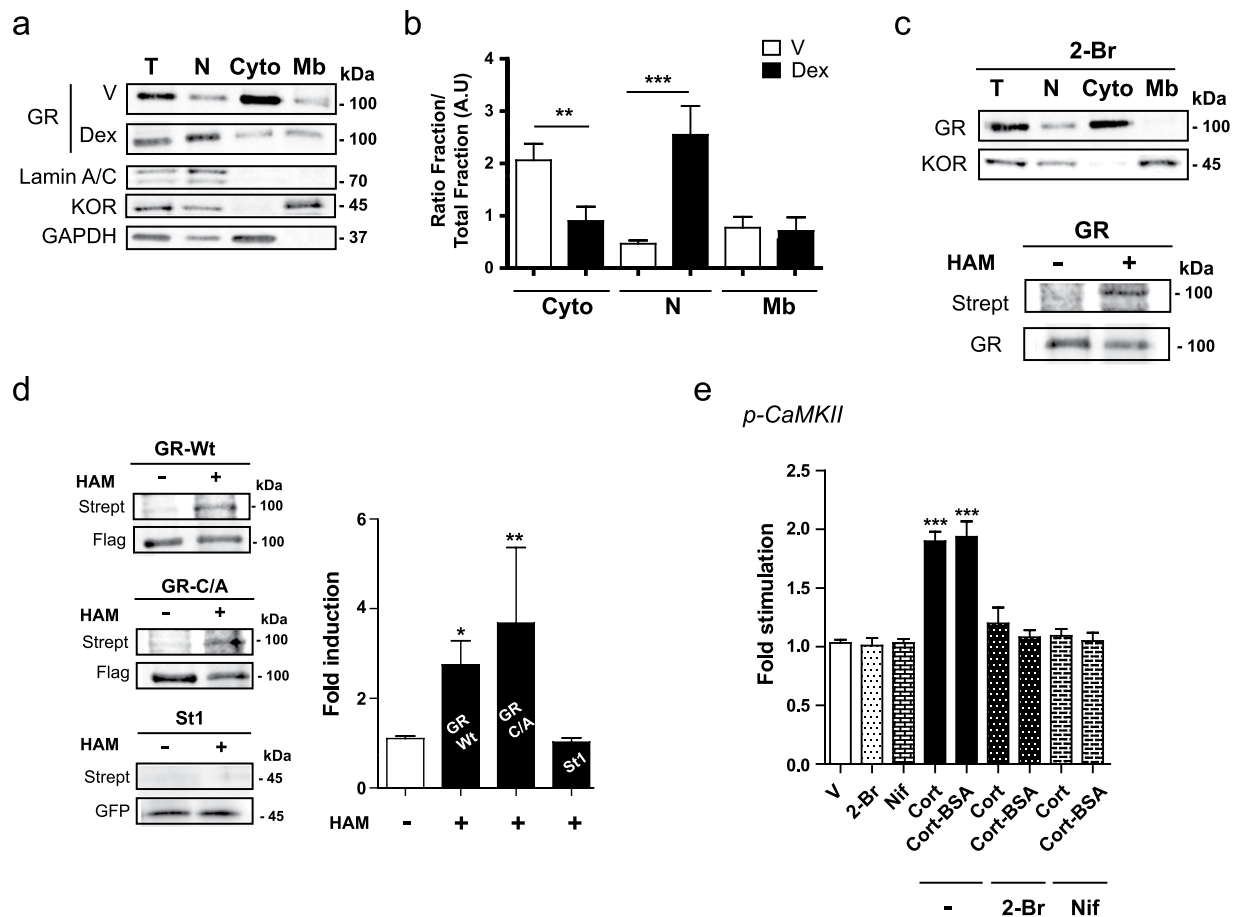 a
T N Cyto Mb
kDa
GR
V
- 100
Dex
- 100
Lamin A/C
- 70
KOR
- 45
GAPDH
- 37
b
V
Dex
Ratio Fraction/
Total Fraction (A.U)
4
3
2
1
0
**
***
Cyto N Mb
c
2-Br
T N Cyto Mb
kDa
GR
- 100
KOR
- 45
GR
HAM - +
kDa
Strept
- 100
GR
- 100
d
GR-Wt
HAM - +
kDa
Strept
- 100
Flag
- 100
GR-C/A
HAM - +
kDa
Strept
- 100
Flag
- 100
St1
HAM - +
kDa
Strept
- 45
GFP
- 45
Fold induction
6
4
2
0
*
**
GR
Wt
GR
C/A
St1
HAM - + + +
e
p-CaMKII
Fold stimulation
2.5
2.0
1.5
1.0
0.5
0.0
*** ***
V 2-Br Nif Cort Cort-BSA Cort Cort-BSA Cort Cort-BSA
- 2-Br Nif